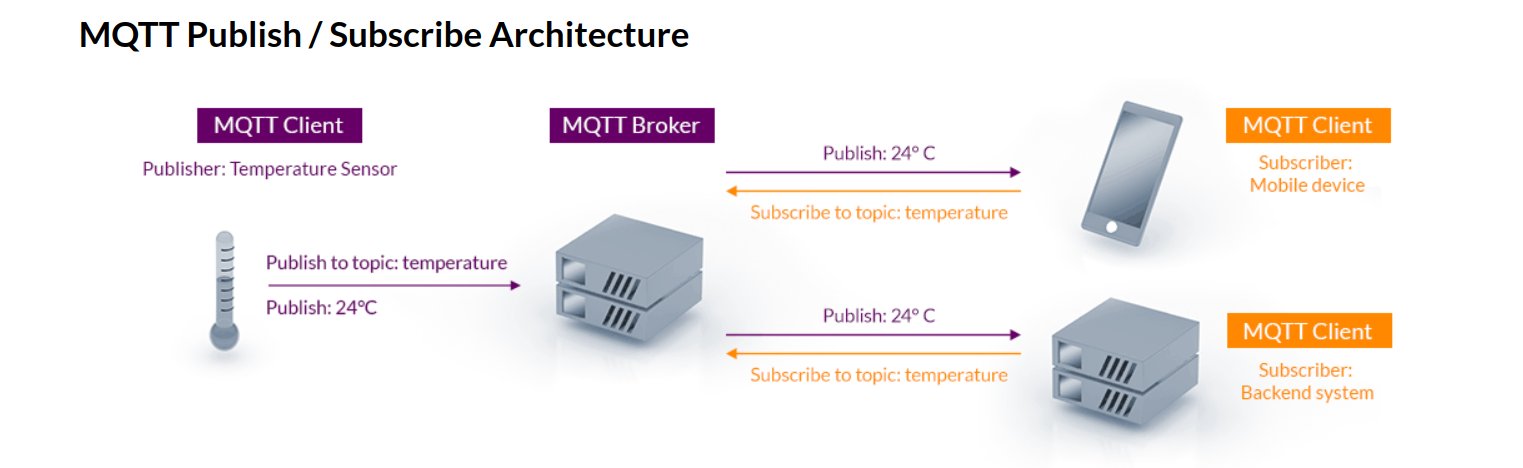 MQTT Publish / Subscribe Architecture
MQTT Client
Publisher: Temperature Sensor
Publish to topic: temperature
Publish: 24°C
MQTT Broker
Publish: 24° C
Subscribe to topic: temperature
MQTT Client
Subscriber:
Mobile device
Publish: 24° C
Subscribe to topic: temperature
MQTT Client
Subscriber:
Backend system